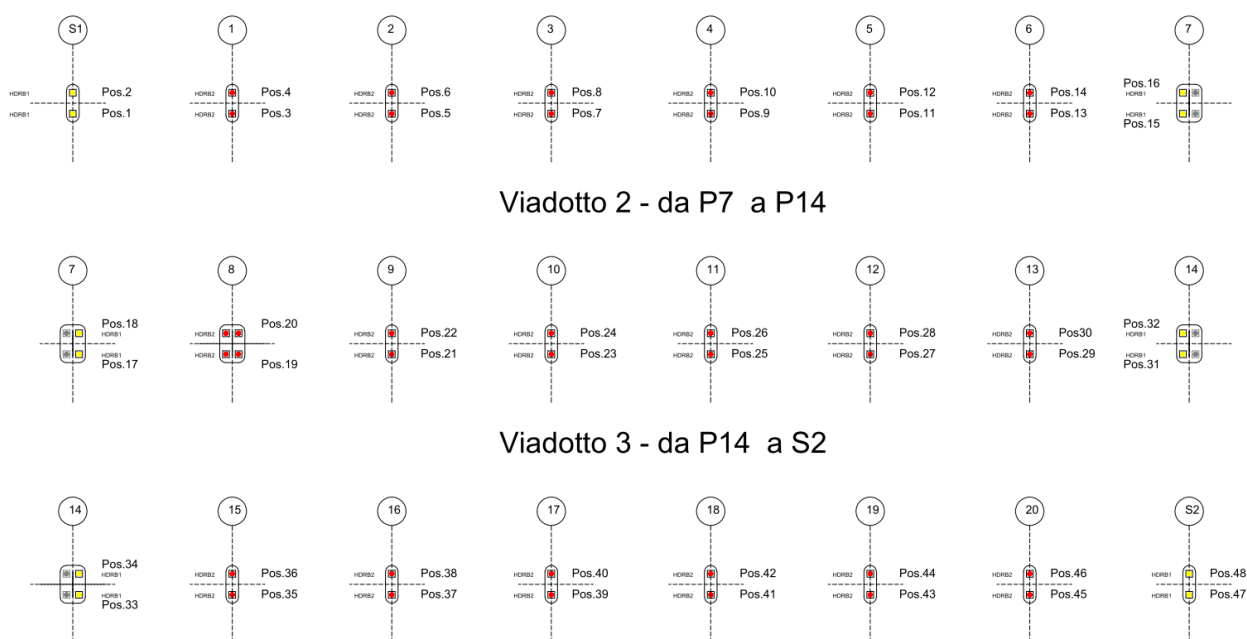 S1 1 2 3 4 5 6 7
HDRB1 Pos.2 HDRB2 Pos.4 HDRB2 Pos.6 HDRB2 Pos.8 HDRB2 Pos.10 HDRB2 Pos.12 HDRB2 Pos.14 Pos.16 HDRB1
HDRB1 Pos.1 HDRB2 Pos.3 HDRB2 Pos.5 HDRB2 Pos.7 HDRB2 Pos.9 HDRB2 Pos.11 HDRB2 Pos.13 HDRB1 Pos.15
Viadotto 2 - da P7 a P14
7 8 9 10 11 12 13 14
Pos.18 HDRB1 HDRB2 Pos.20 HDRB2 Pos.22 HDRB2 Pos.24 HDRB2 Pos.26 HDRB2 Pos.28 HDRB2 Pos30 Pos.32 HDRB1
HDRB1 Pos.17 HDRB2 Pos.19 HDRB2 Pos.21 HDRB2 Pos.23 HDRB2 Pos.25 HDRB2 Pos.27 HDRB2 Pos.29 HDRB1 Pos.31
Viadotto 3 - da P14 a S2
14 15 16 17 18 19 20 S2
Pos.34 HDRB1 HDRB2 Pos.36 HDRB2 Pos.38 HDRB2 Pos.40 HDRB2 Pos.42 HDRB2 Pos.44 HDRB2 Pos.46 HDRB1 Pos.48
HDRB1 Pos.33 HDRB2 Pos.35 HDRB2 Pos.37 HDRB2 Pos.39 HDRB2 Pos.41 HDRB2 Pos.43 HDRB2 Pos.45 HDRB1 Pos.47